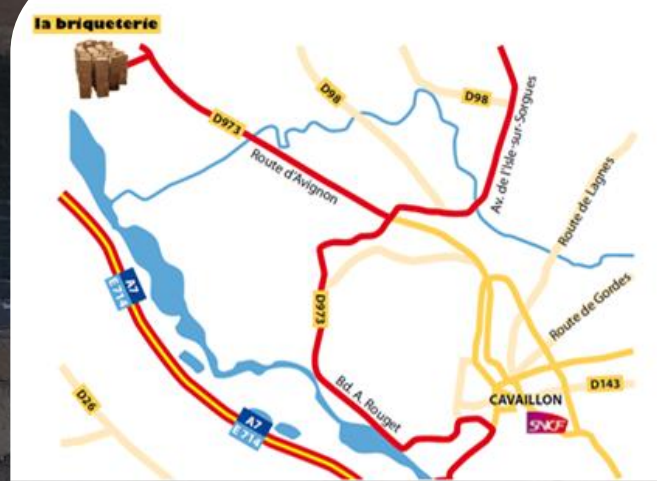 la briqueterie
D98
D98
D973
Route d'Avignon
Av. de l'Isle-sur-Sorgues
Route de Lagnes
A7
E714
D973
Route de Gordes
Bd. A. Rouget
D143
CAVAILLON
SNCF
D26
A7
E714